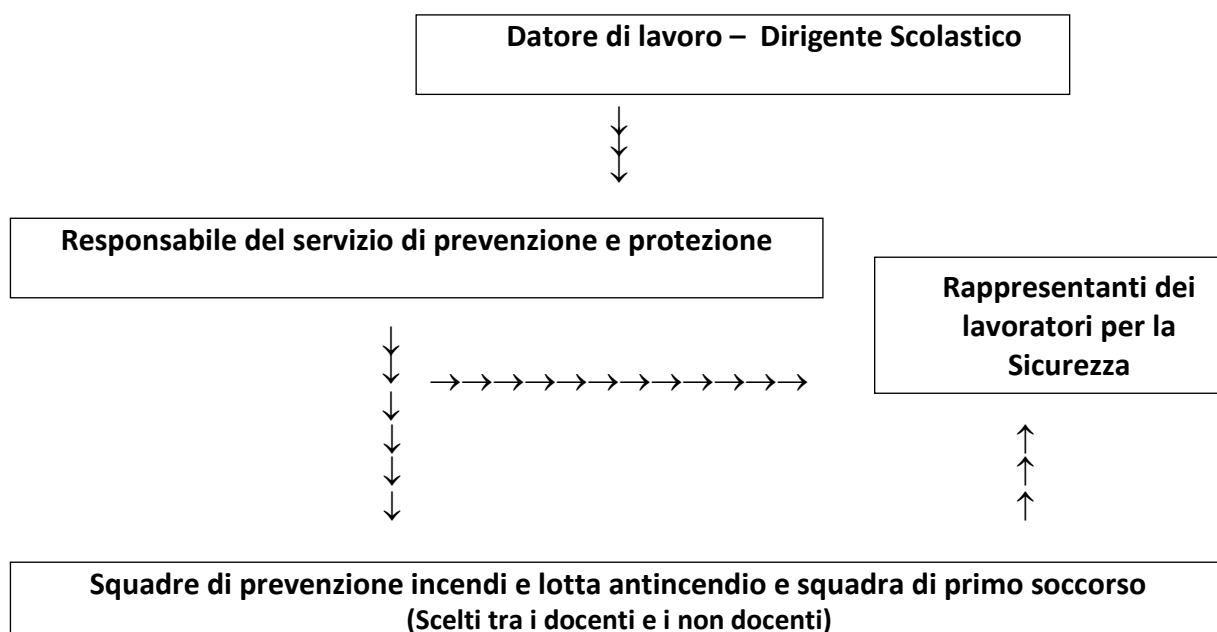 Datore di lavoro – Dirigente Scolastico
↓
↓
↓
Responsabile del servizio di prevenzione e protezione
Rappresentanti dei
lavoratori per la
Sicurezza
↓
↓
→→→→→→→→→→→
↓
↓
↓
↓
↑
↑
↑
Squadre di prevenzione incendi e lotta antincendio e squadra di primo soccorso
(Scelti tra i docenti e i non docenti)